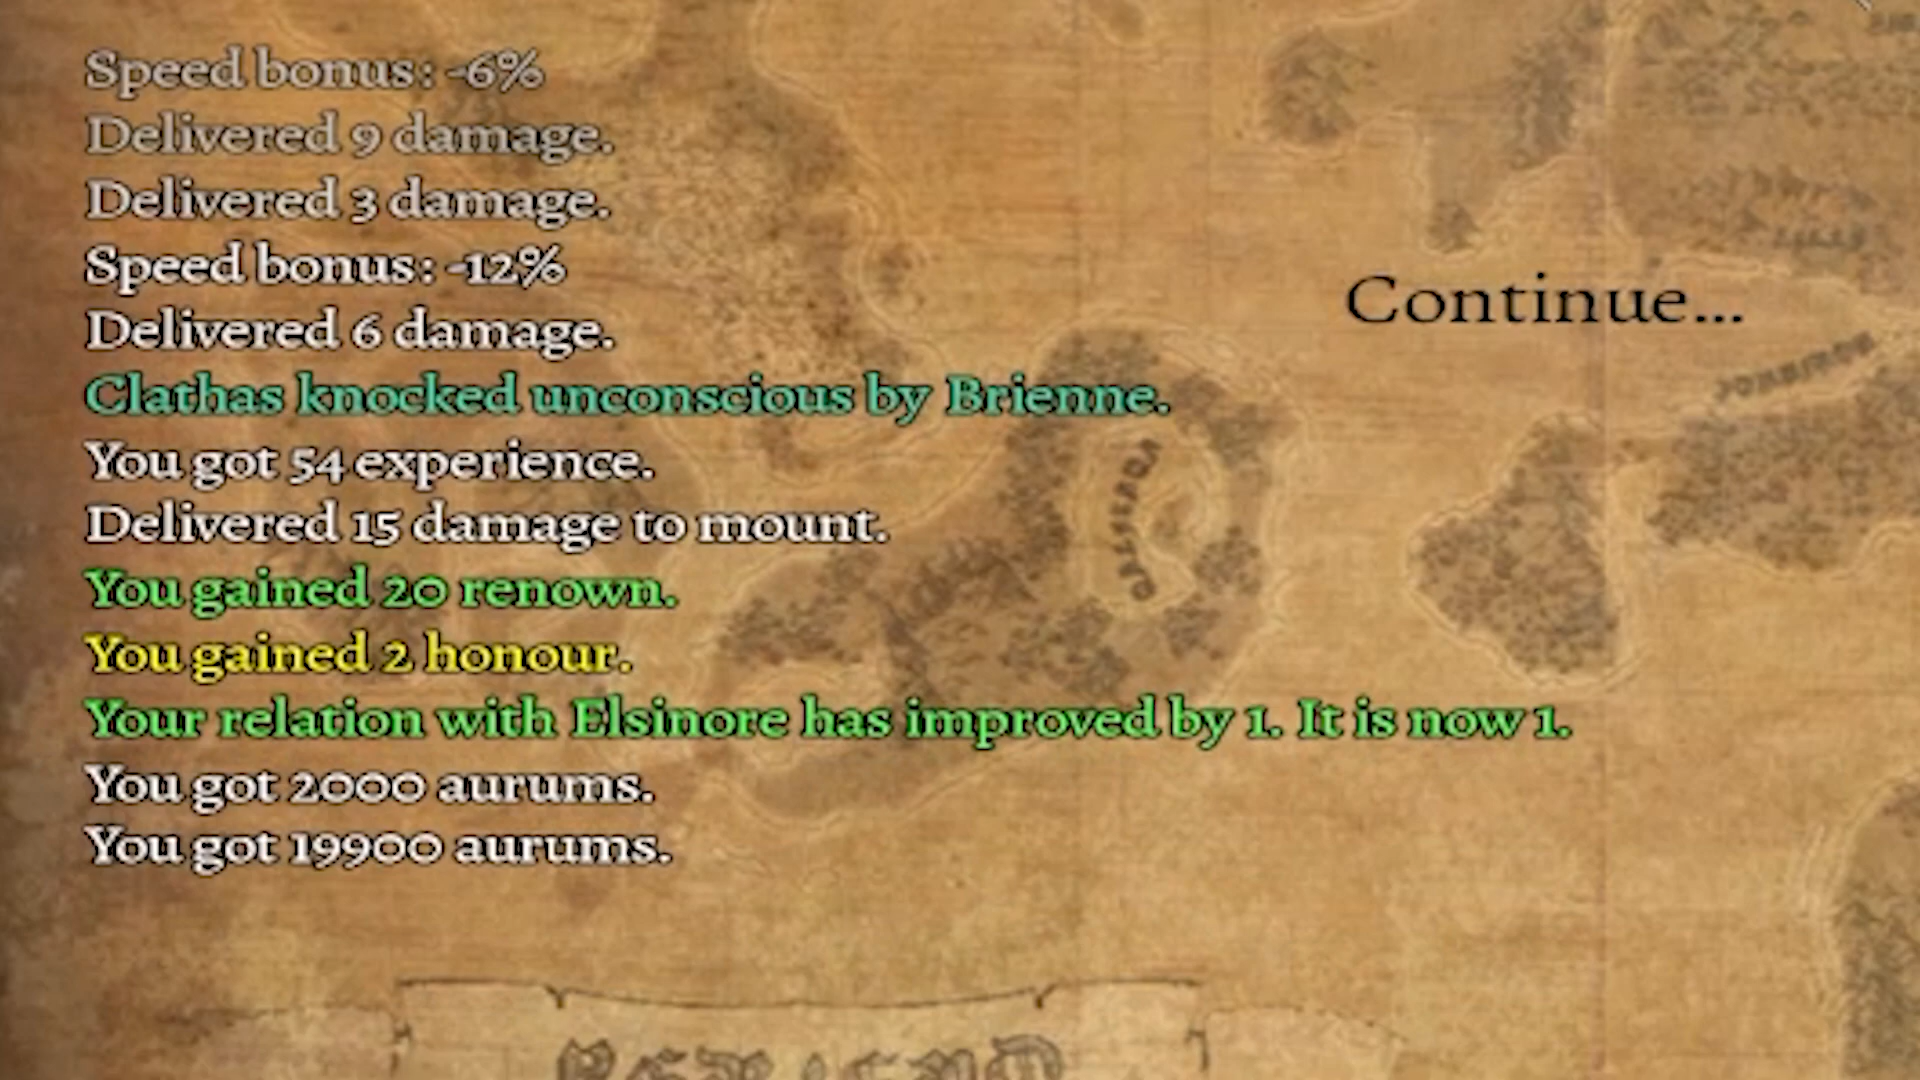 Speed bonus: -6%
Delivered 9 damage.
Delivered 3 damage.
Speed bonus: -12%
Delivered 6 damage.
Continue...
Clathas knocked unconscious by Brienne.
You got 54 experience.
Delivered 15 damage to mount.
You gained 20 renown.
You gained 2 honour.
Your relation with Elsinore has improved by 1. It is now 1.
You got 2000 aurums.
You got 19900 aurums.